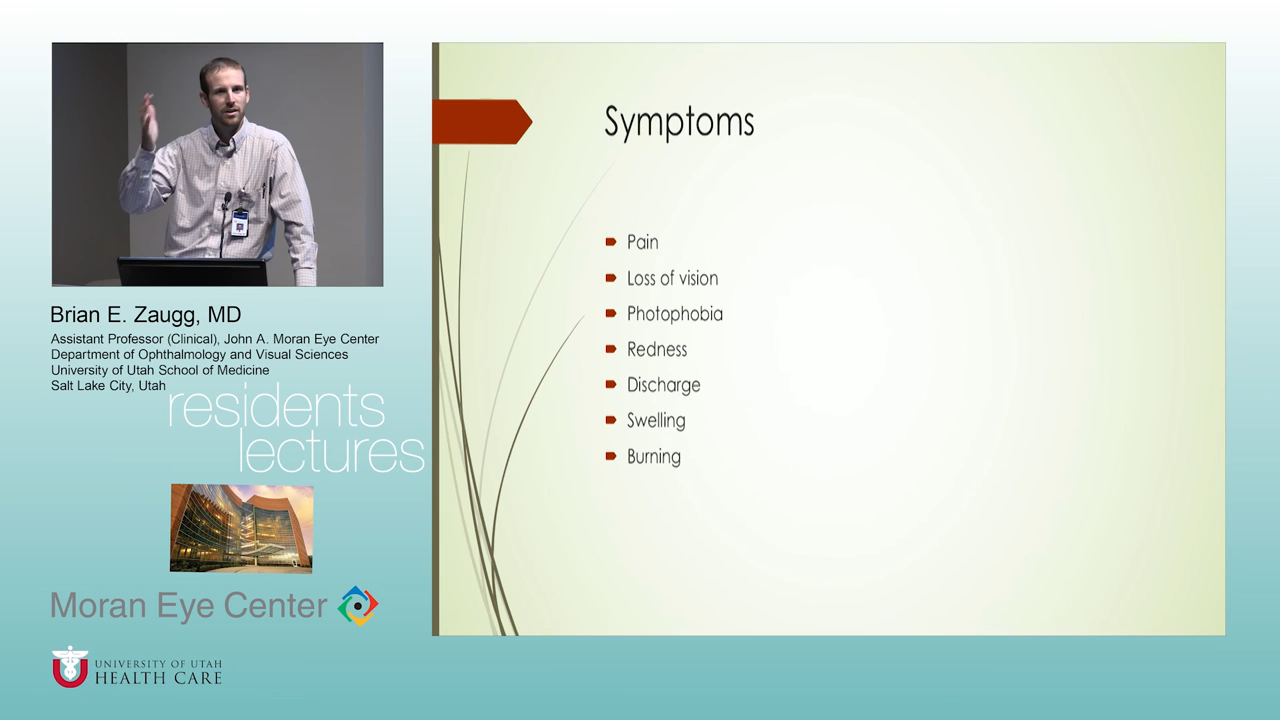 Brian E. Zaugg, MD
Assistant Professor (Clinical), John A. Moran Eye Center
Department of Ophthalmology and Visual Sciences
University of Utah School of Medicine
Salt Lake City, Utah
residents
lectures
Moran Eye Center
UNIVERSITY OF UTAH
HEALTH CARE
Symptoms
Pain
Loss of vision
Photophobia
Redness
Discharge
Swelling
Burning